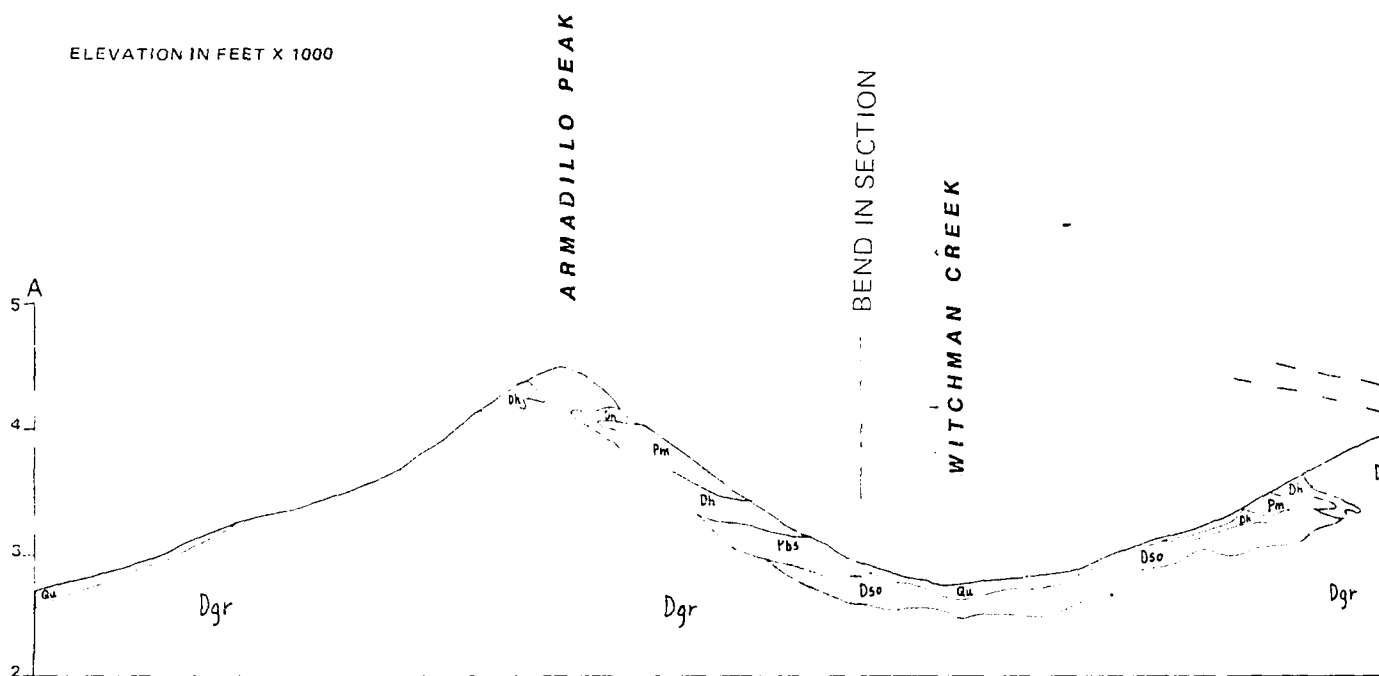 ELEVATION IN FEET X 1000
ARMADILLO PEAK
BEND IN SECTION
WITCHMAN CREEK
A
5
4
3
2
Dh
Pm
Dh
Pbs
Dso
Qu
Dso
Dh
Pm
Dh
D
Qu
Dgr
Dgr
Dgr